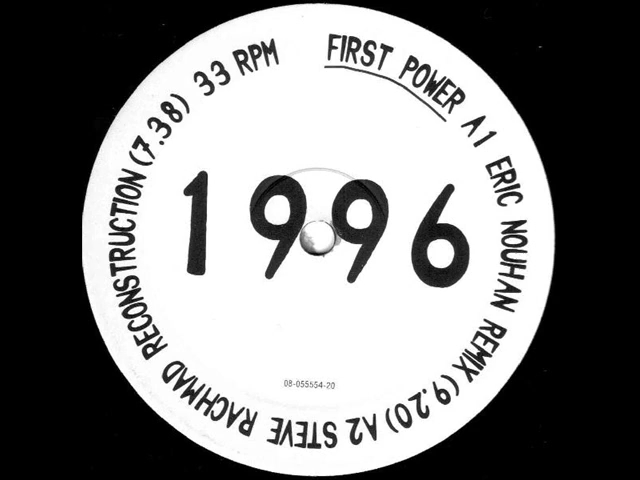 FIRST POWER A1 ERIC NOUHAN REMIX (9.20) A2 STEVE RACHMAD RECONSTRUCTION (7.38) 33 RPM
1996
08-055554-20